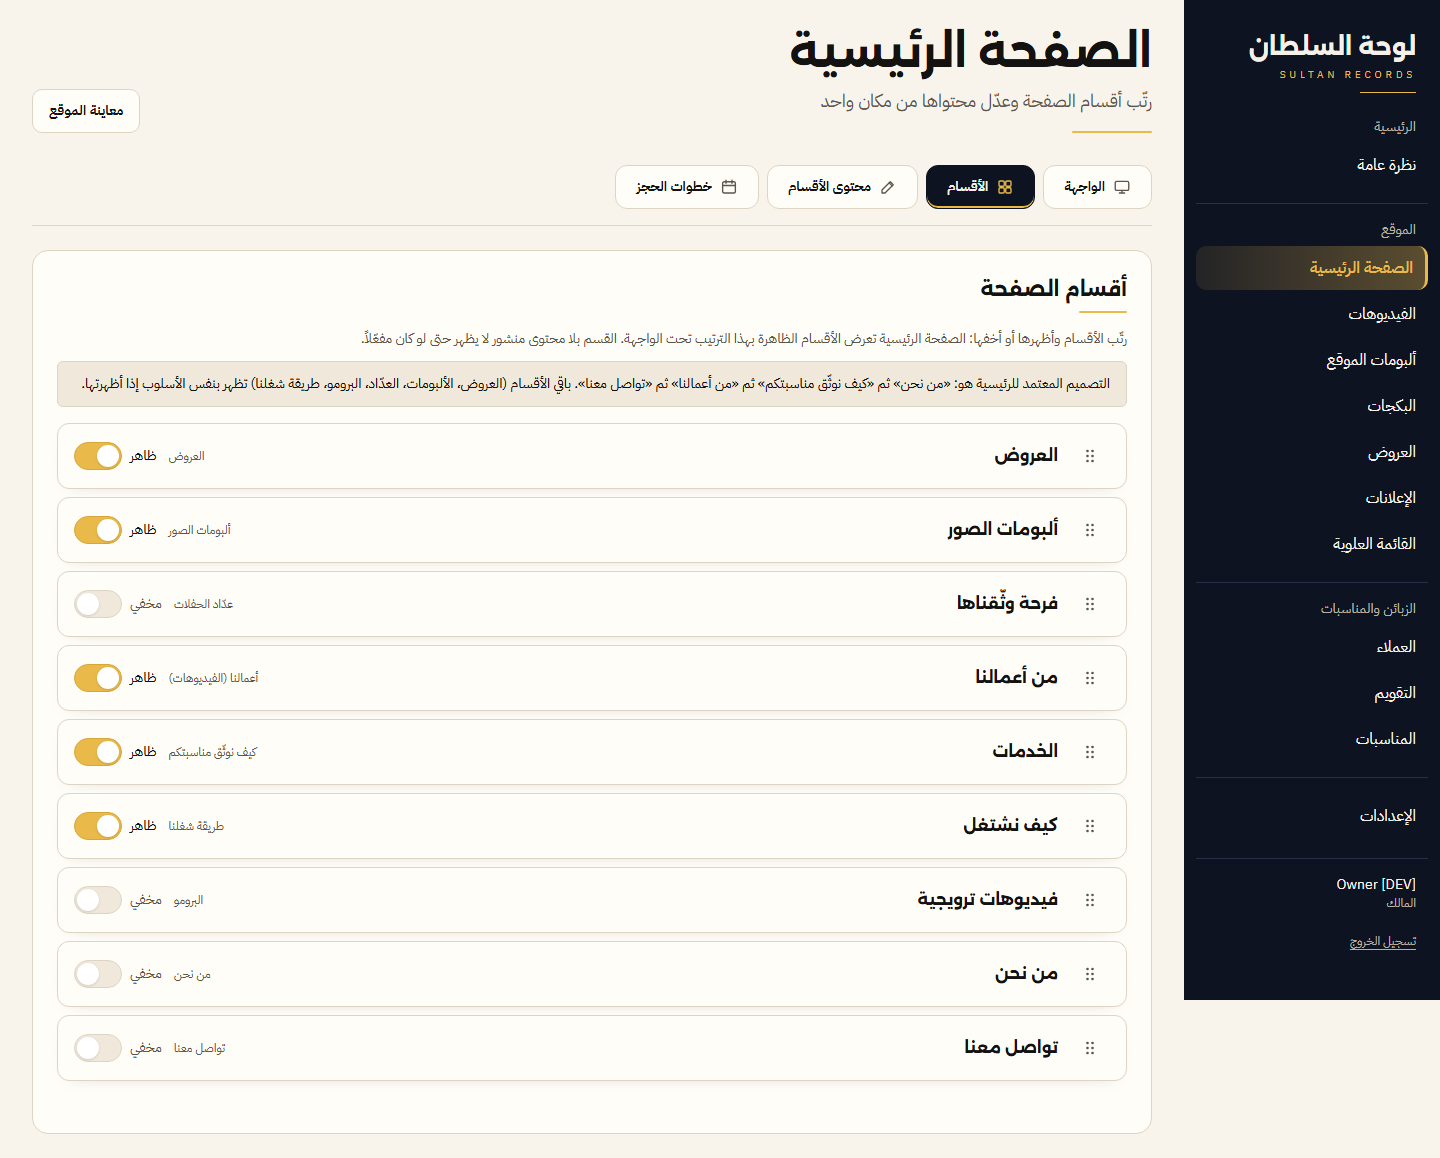 لوحة السلطان
SULTAN RECORDS
الرئيسية
نظرة عامة
الموقع
الصفحة الرئيسية
الفيديوهات
ألبومات الموقع
البكجات
العروض
الإعلانات
القائمة العلوية
الزبائن والمناسبات
العملاء
التقويم
المناسبات
الإعدادات
Owner [DEV]
المالك
تسجيل الخروج
الصفحة الرئيسية
رتّب أقسام الصفحة وعدّل محتواها من مكان واحد
معاينة الموقع
الواجهة
الأقسام
محتوى الأقسام
خطوات الحجز
أقسام الصفحة
رتّب الأقسام وأظهرها أو أخفها: الصفحة الرئيسية تعرض الأقسام الظاهرة بهذا الترتيب تحت الواجهة. القسم بلا محتوى منشور لا يظهر حتى لو كان مفعّلاً.
التصميم المعتمد للرئيسية هو: «من نحن» ثم «كيف نوثّق مناسبتكم» ثم «من أعمالنا» ثم «تواصل معنا». باقي الأقسام (العروض، الألبومات، العدّاد، البرومو، طريقة شغلنا) تظهر بنفس الأسلوب إذا أظهرتها.
العروض العروض ظاهر
ألبومات الصور ألبومات الصور ظاهر
فرحة وثّقناها عدّاد الحفلات مخفي
من أعمالنا أعمالنا (الفيديوهات) ظاهر
الخدمات كيف نوثّق مناسبتكم ظاهر
كيف نشتغل طريقة شغلنا ظاهر
فيديوهات ترويجية البرومو مخفي
من نحن من نحن مخفي
تواصل معنا تواصل معنا مخفي